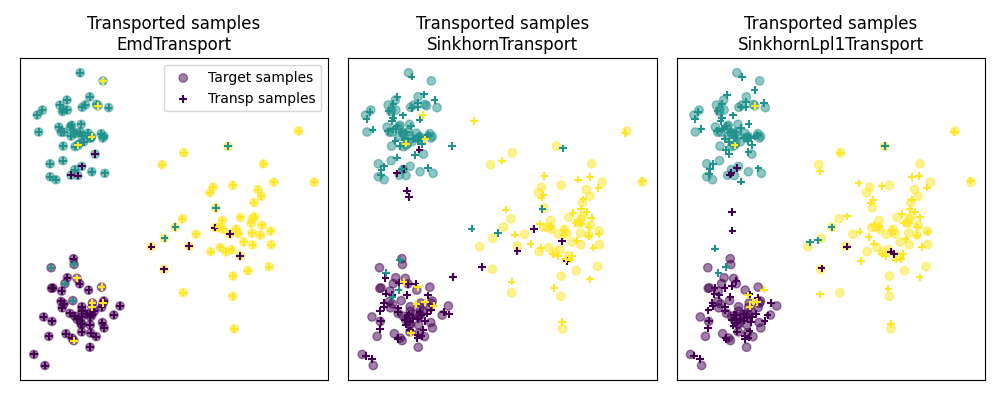 Transported samples
EmdTransport
Target samples
Transp samples
Transported samples
SinkhornTransport
Transported samples
SinkhornLpl1Transport